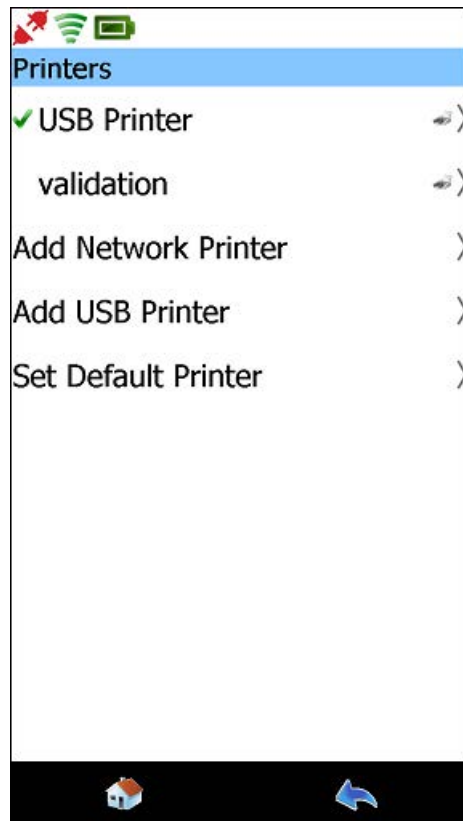 Printers
USB Printer
validation
Add Network Printer
Add USB Printer
Set Default Printer